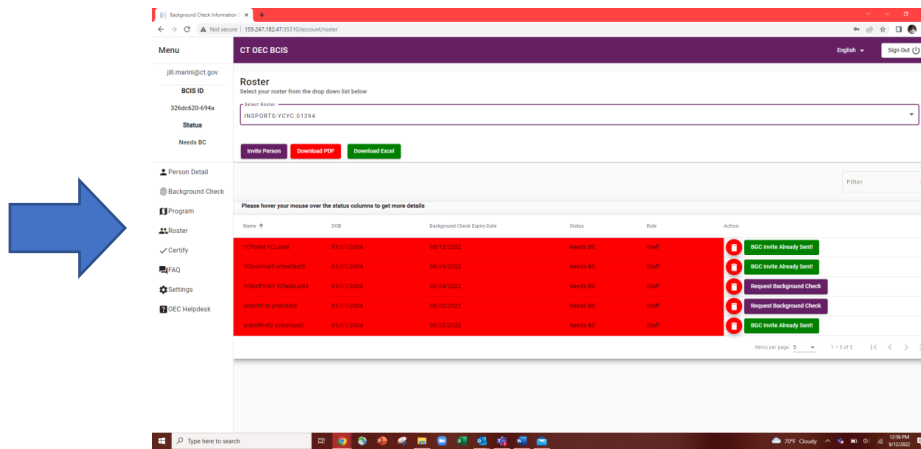 Background Check Information
Not secure | 159.247.182.47:35310/account/roster
Menu
CT OEC BCIS
English
Sign Out
jill.marini@ct.gov
BCIS ID
326dc620-694a
Status
Needs BC
Person Detail
Background Check
Program
Roster
Certify
FAQ
Settings
OEC Helpdesk
Roster
Select your roster from the drop down list below
Select Roster
INSPORTS-YCYC.01394
Invite Person Download PDF Download Excel
Filter
Please hover your mouse over the status columns to get more details
Name DOB Background Check Expiry Date Status Role Action
Needs BC Staff BGC Invite Already Sent!
Needs BC Staff BGC Invite Already Sent!
Needs BC Staff Request Background Check
Needs BC Staff Request Background Check
Needs BC Staff BGC Invite Already Sent!
Items per page: 5 1 - 5 of 5
Type here to search
70°F Cloudy
12:56 PM
9/12/2022